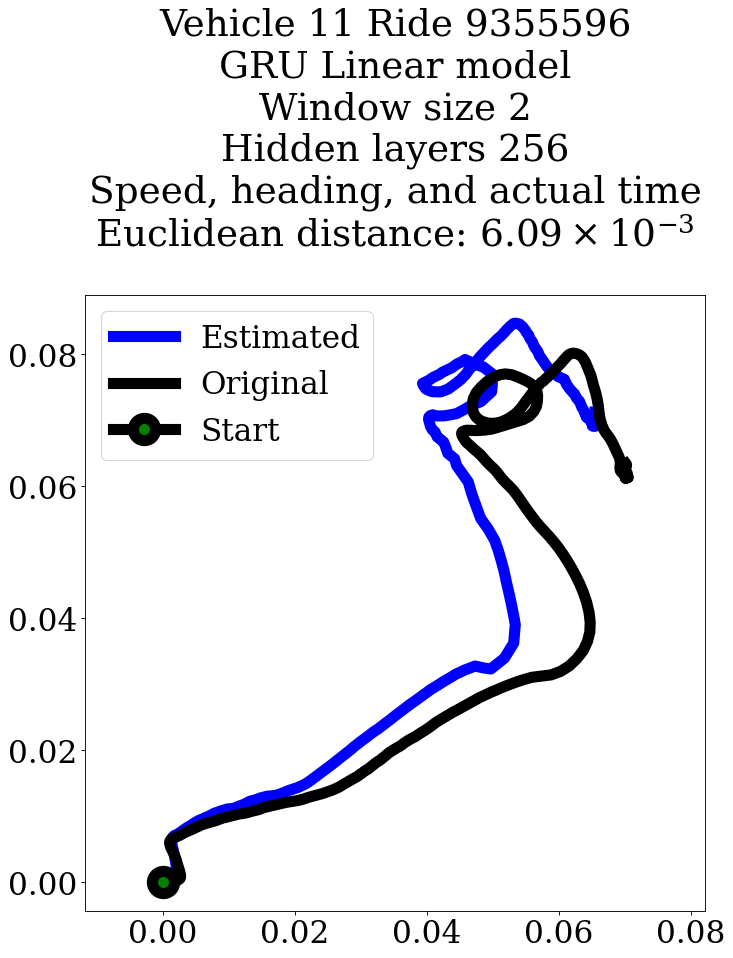 Vehicle 11 Ride 9355596
GRU Linear model
Window size 2
Hidden layers 256
Speed, heading, and actual time
Euclidean distance: 6.09 × 10⁻³
Estimated
Original
Start
0.08
0.06
0.04
0.02
0.00
0.00 0.02 0.04 0.06 0.08